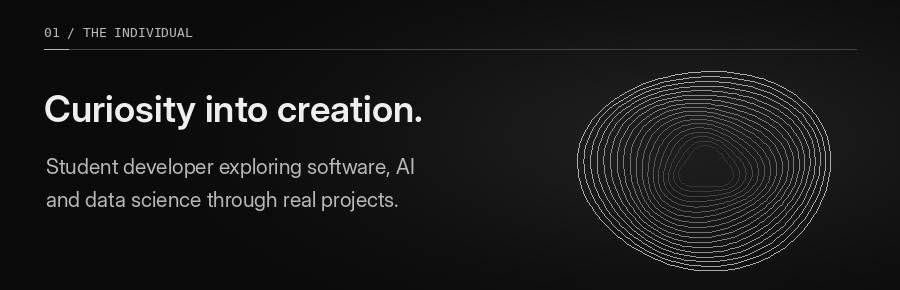 01 / THE INDIVIDUAL
Curiosity into creation.
Student developer exploring software, AI
and data science through real projects.